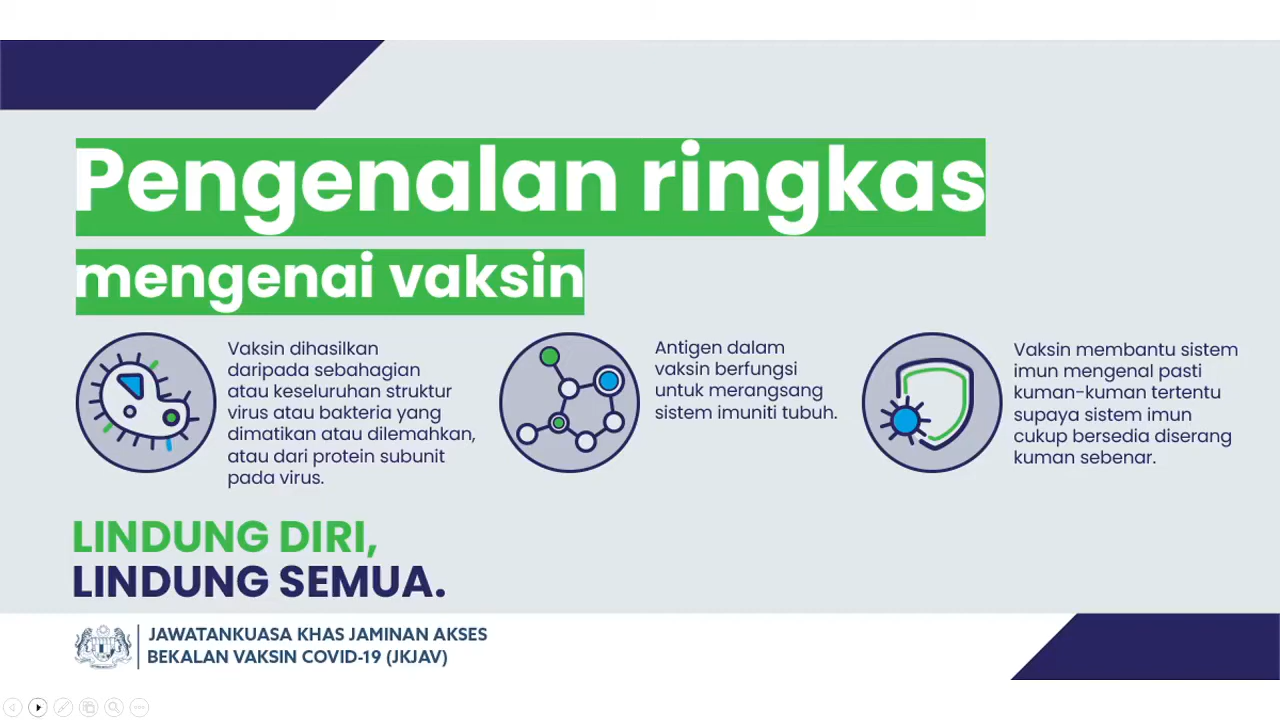 Pengenalan ringkas
mengenai vaksin
Vaksin dihasilkan
daripada sebahagian
atau keseluruhan struktur
virus atau bakteria yang
dimatikan atau dilemahkan,
atau dari protein subunit
pada virus.
Antigen dalam
vaksin berfungsi
untuk merangsang
sistem imuniti tubuh.
Vaksin membantu sistem
imun mengenal pasti
kuman-kuman tertentu
supaya sistem imun
cukup bersedia diserang
kuman sebenar.
LINDUNG DIRI,
LINDUNG SEMUA.
JAWATANKUASA KHAS JAMINAN AKSES
BEKALAN VAKSIN COVID-19 (JKJAV)